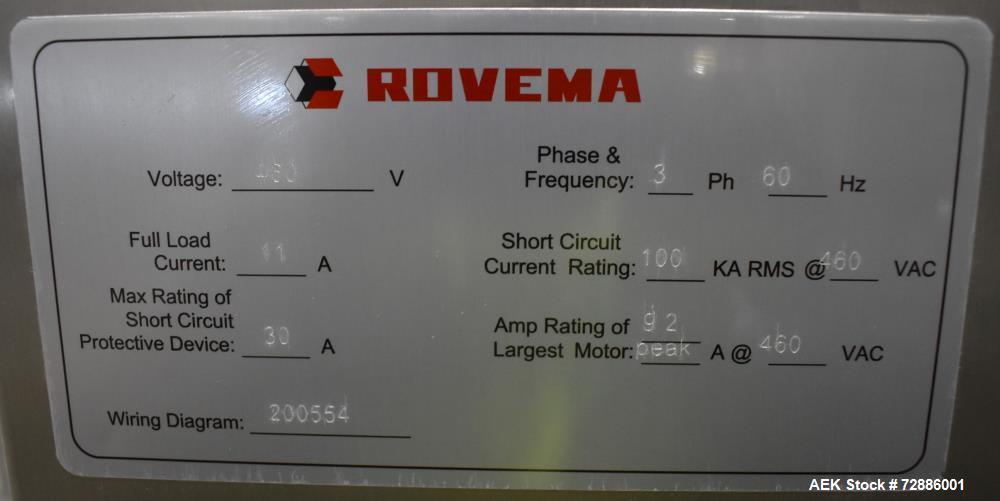 ROVEMA
Voltage: 460 V
Phase &
Frequency: 3 Ph 60 Hz
Full Load
Current: 11 A
Short Circuit
Current Rating: 100 KA RMS @ 460 VAC
Max Rating of
Short Circuit
Protective Device: 30 A
Amp Rating of 9 2
Largest Motor: peak A @ 460 VAC
Wiring Diagram: 200554
AEK Stock #72886001